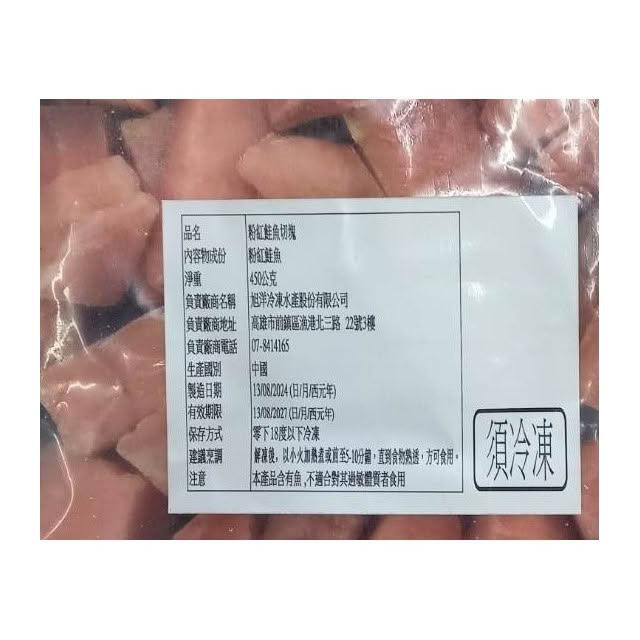 品名 粉紅鮭魚切塊
內容物成份 粉紅鮭魚
淨重 450公克
負責廠商名稱 旭洋冷凍水產股份有限公司
負責廠商地址 高雄市前鎮區漁港北三路 22號3樓
負責廠商電話 07-8414165
生產國別 中國
製造日期 13/08/2024 (日/月/西元年)
有效期限 13/08/2027 (日/月/西元年)
保存方式 零下18度以下冷凍
建議烹調 解凍後，以小火加熱煮或煎至5-10分鐘，直到食物熟透，方可食用。
注意 本產品含有魚,不適合對其過敏體質者食用
須冷凍